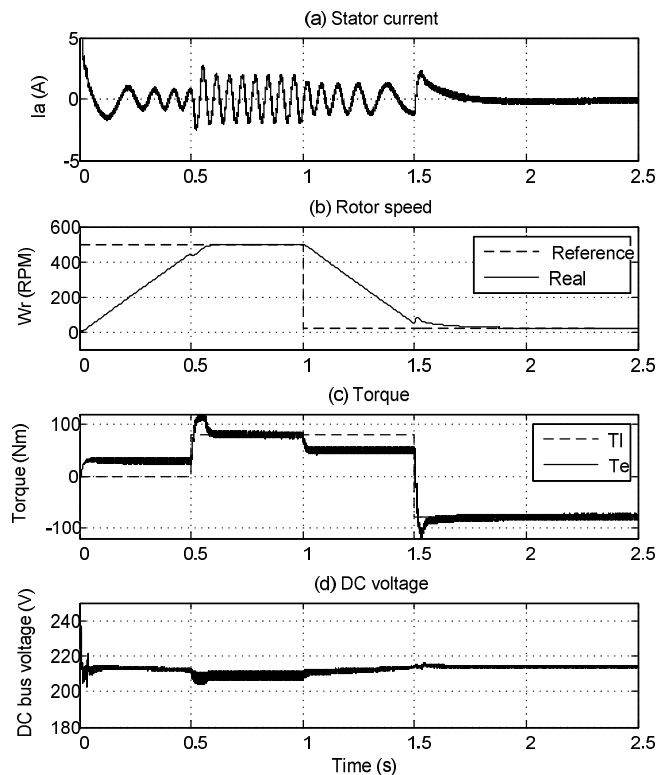 (a) Stator current
5
0
-5
Ia (A)
0 0.5 1 1.5 2 2.5
(b) Rotor speed
600
400
200
0
Wr (RPM)
Reference
Real
0 0.5 1 1.5 2 2.5
(c) Torque
100
0
-100
Torque (Nm)
Tl
Te
0 0.5 1 1.5 2 2.5
(d) DC voltage
240
220
200
180
DC bus voltage (V)
0 0.5 1 1.5 2 2.5
Time (s)